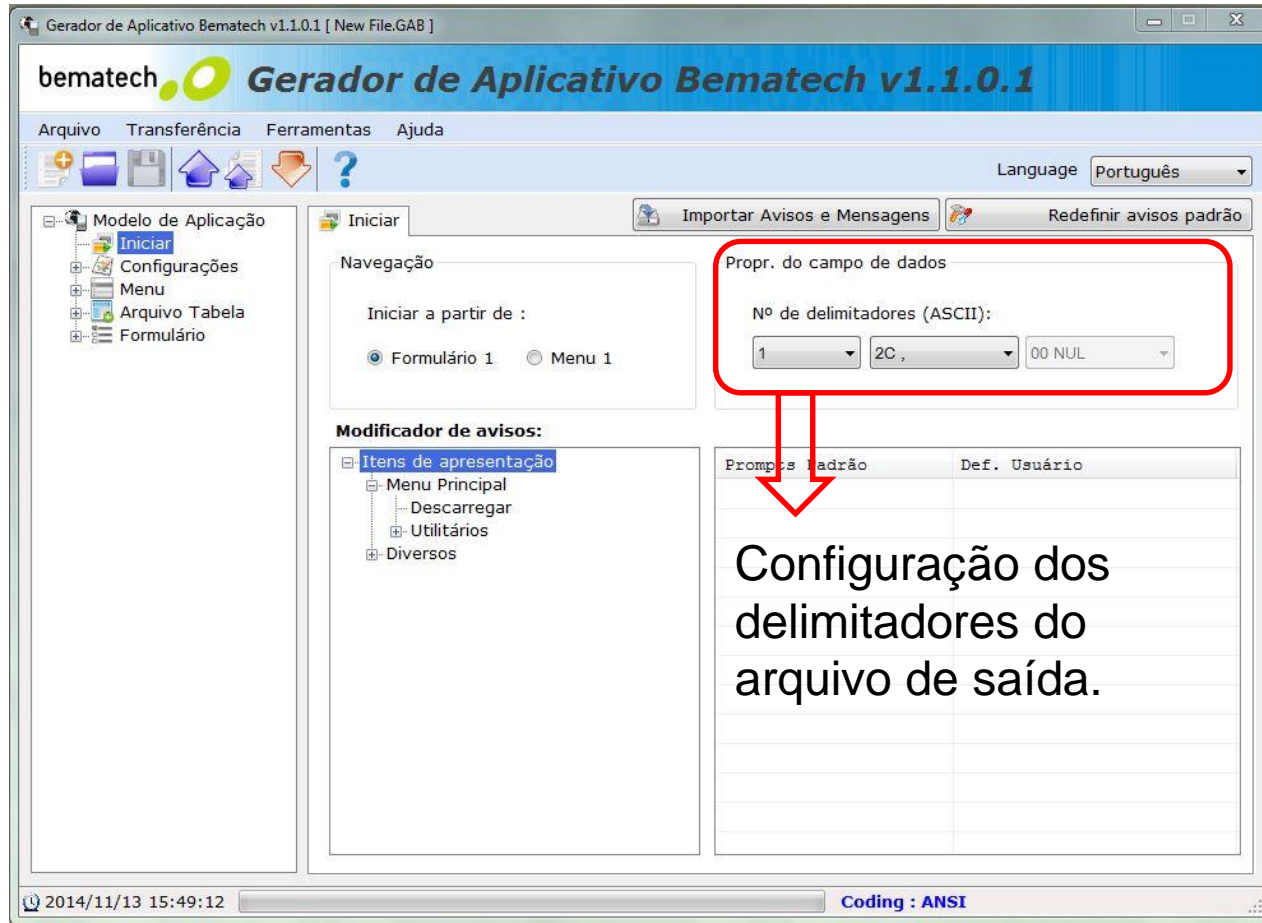 Gerador de Aplicativo Bematech v1.1.0.1 [ New File.GAB ]
bematech Gerador de Aplicativo Bematech v1.1.0.1
Arquivo Transferência Ferramentas Ajuda
Language Português
Modelo de Aplicação
Iniciar
Configurações
Menu
Arquivo Tabela
Formulário
Iniciar
Importar Avisos e Mensagens
Redefinir avisos padrão
Navegação
Iniciar a partir de :
Formulário 1 Menu 1
Propr. do campo de dados
Nº de delimitadores (ASCII):
1 2C , 00 NUL
Modificador de avisos:
Itens de apresentação
Menu Principal
Descarregar
Utilitários
Diversos
Prompts Padrão Def. Usuário
Configuração dos
delimitadores do
arquivo de saída.
2014/11/13 15:49:12
Coding : ANSI